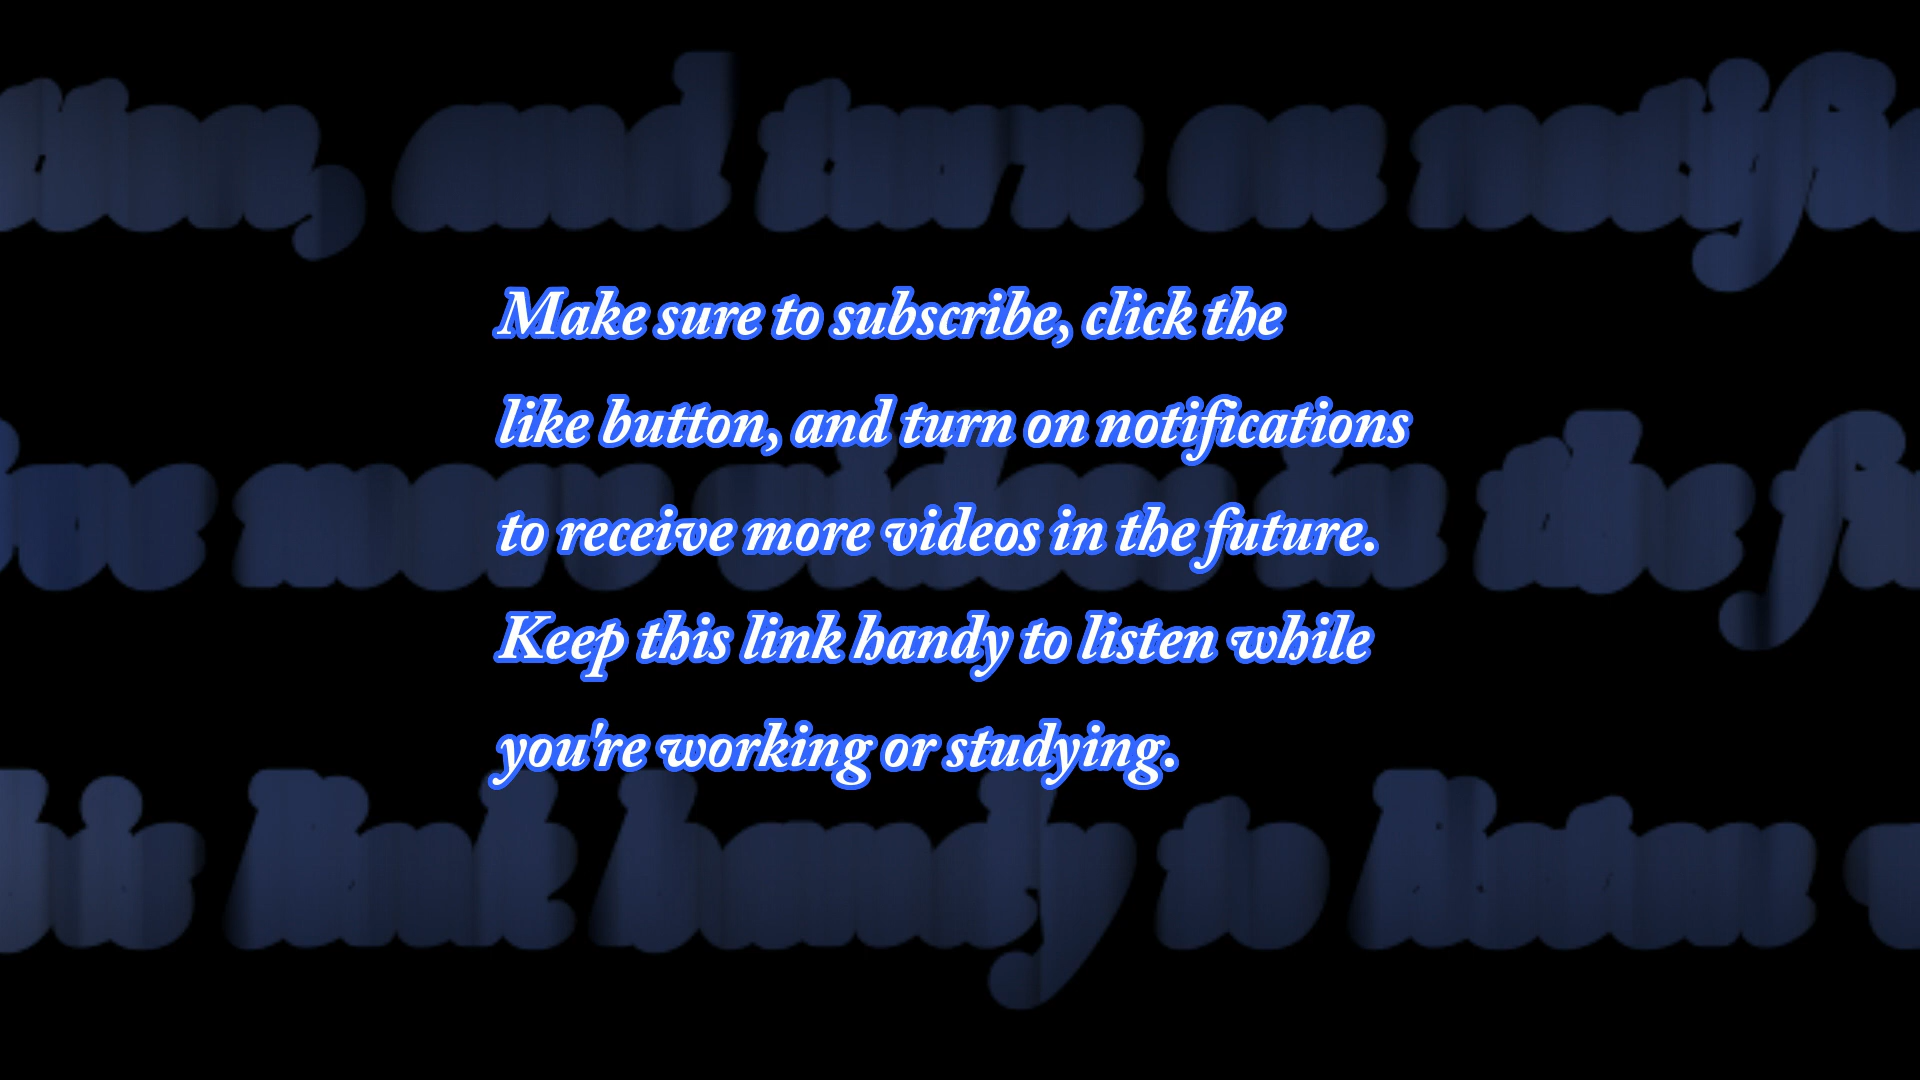 Make sure to subscribe, click the
like button, and turn on notifications
to receive more videos in the future.
Keep this link handy to listen while
you're working or studying.